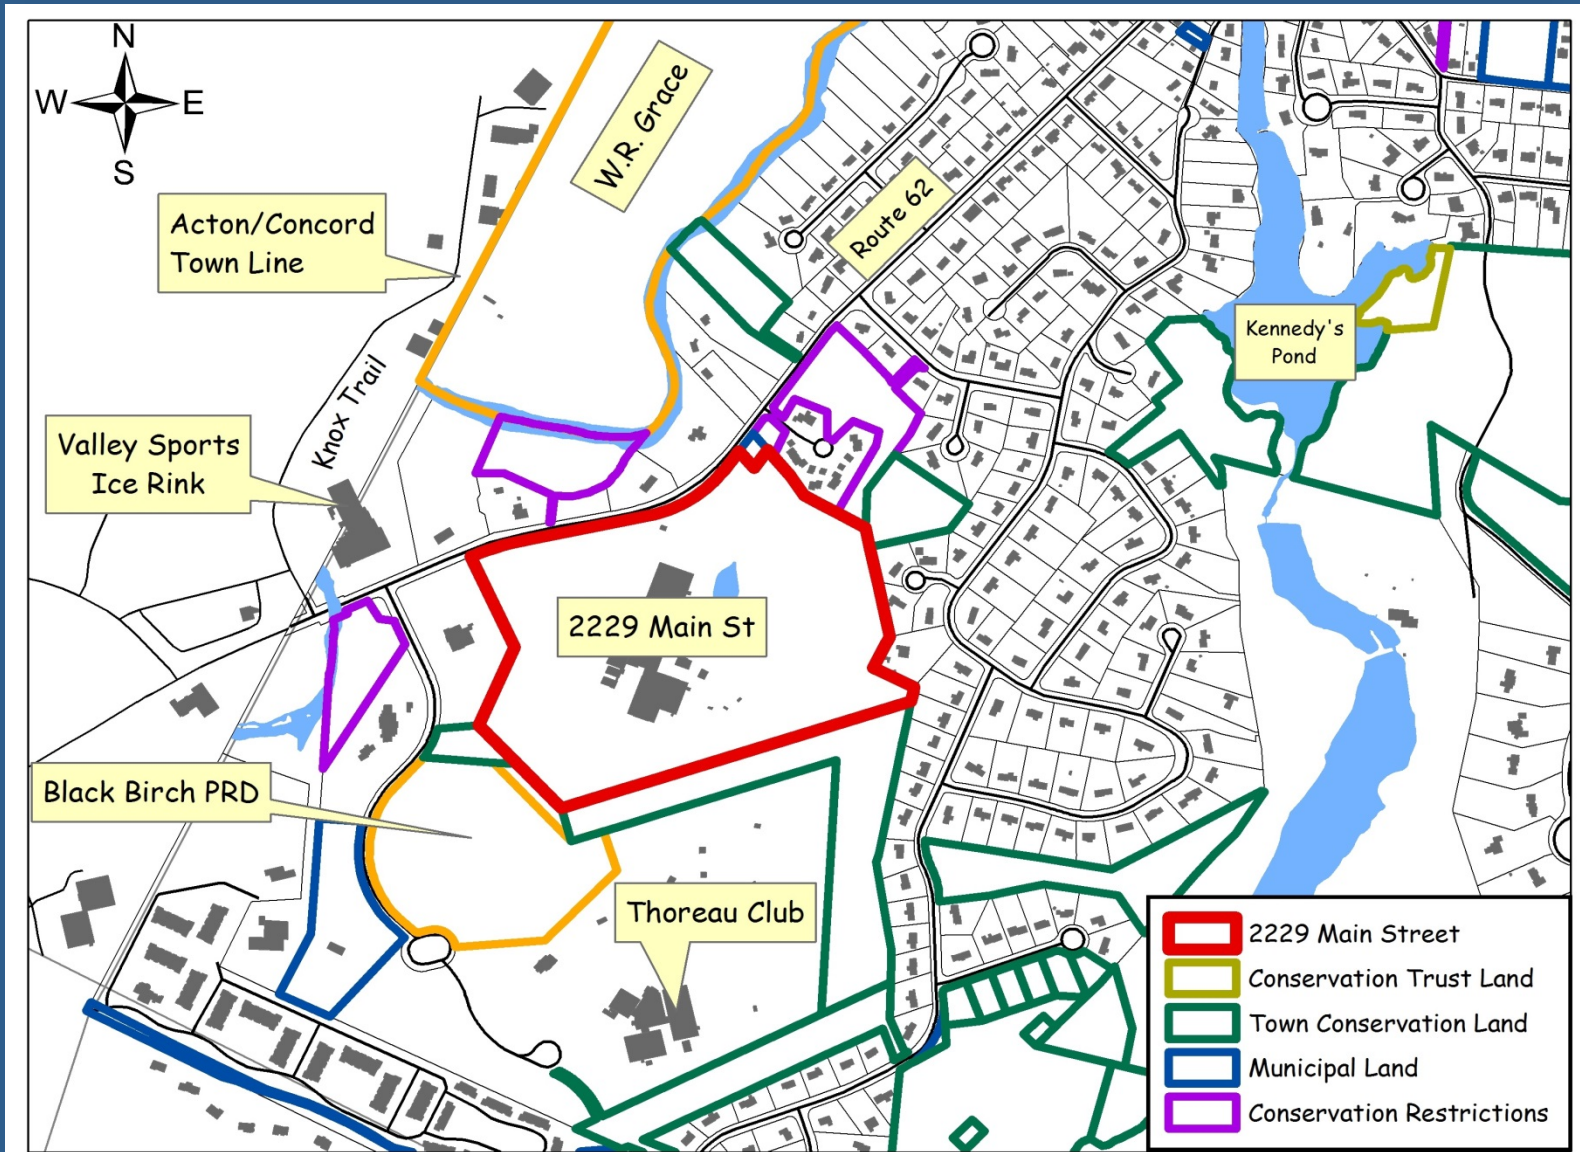 N
W
E
S
W.R. Grace
Acton/Concord
Town Line
Route 62
Kennedy's
Pond
Knox Trail
Valley Sports
Ice Rink
2229 Main St
Black Birch PRD
Thoreau Club
2229 Main Street
Conservation Trust Land
Town Conservation Land
Municipal Land
Conservation Restrictions